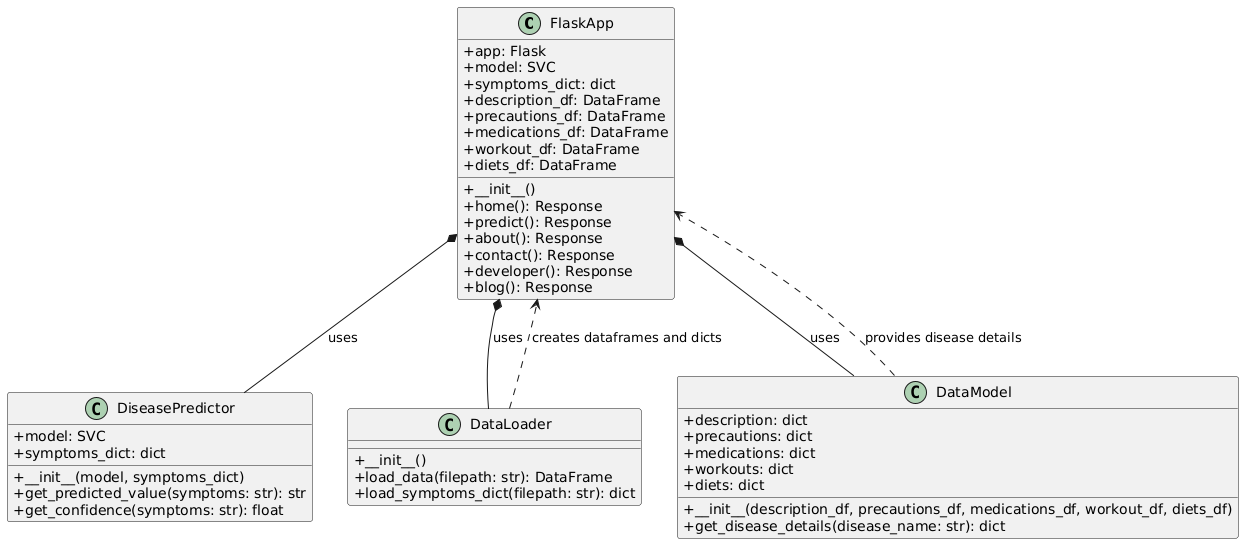 C FlaskApp
+app: Flask
+model: SVC
+symptoms_dict: dict
+description_df: DataFrame
+precautions_df: DataFrame
+medications_df: DataFrame
+workout_df: DataFrame
+diets_df: DataFrame
+__init__()
+home(): Response
+predict(): Response
+about(): Response
+contact(): Response
+developer(): Response
+blog(): Response
uses
uses
creates dataframes and dicts
uses
provides disease details
C DiseasePredictor
+model: SVC
+symptoms_dict: dict
+__init__(model, symptoms_dict)
+get_predicted_value(symptoms: str): str
+get_confidence(symptoms: str): float
C DataLoader
+__init__()
+load_data(filepath: str): DataFrame
+load_symptoms_dict(filepath: str): dict
C DataModel
+description: dict
+precautions: dict
+medications: dict
+workouts: dict
+diets: dict
+__init__(description_df, precautions_df, medications_df, workout_df, diets_df)
+get_disease_details(disease_name: str): dict